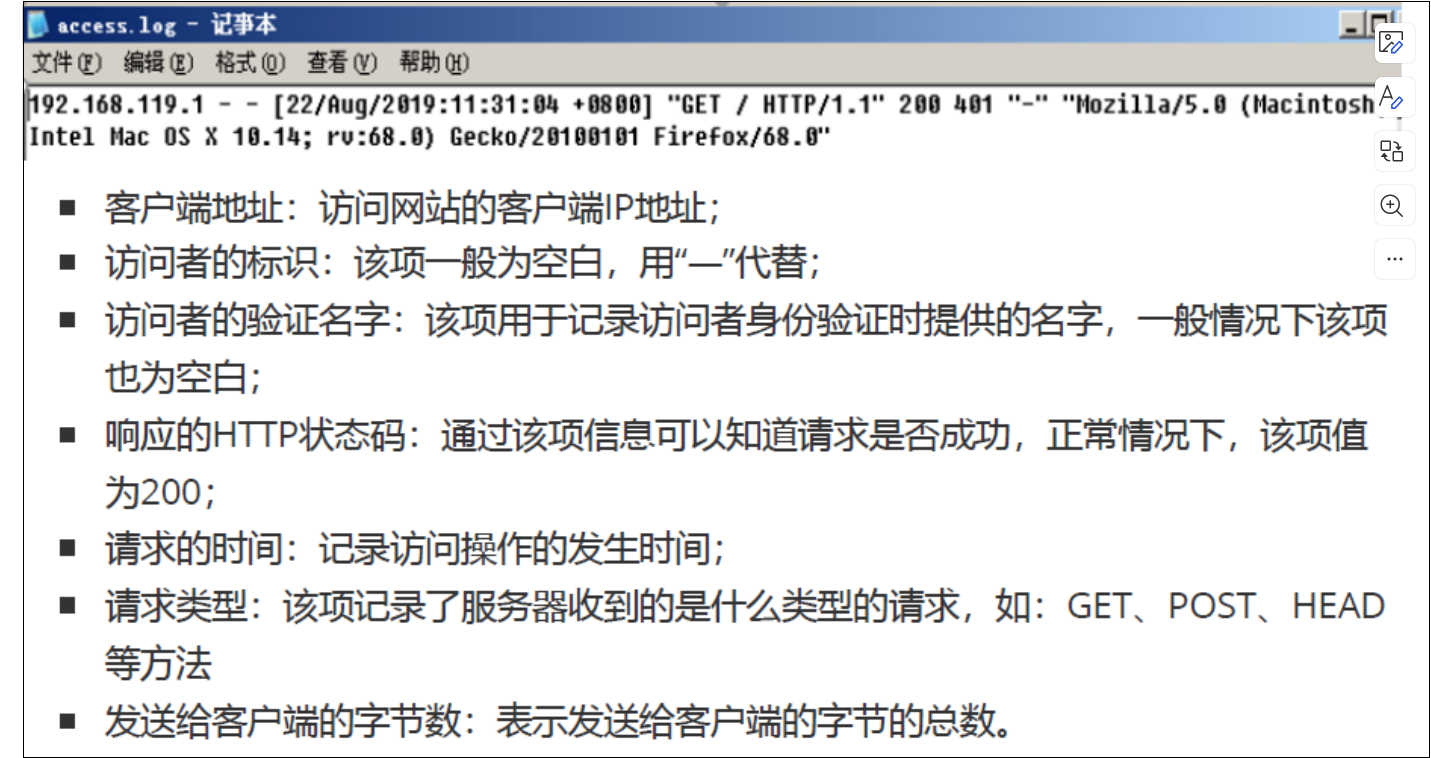 access.log - 记事本
文件(F) 编辑(E) 格式(O) 查看(V) 帮助(H)
192.168.119.1 - - [22/Aug/2019:11:31:04 +0800] "GET / HTTP/1.1" 200 401 "-" "Mozilla/5.0 (Macintosh
Intel Mac OS X 10.14; rv:68.0) Gecko/20100101 Firefox/68.0"
■ 客户端地址：访问网站的客户端IP地址；
■ 访问者的标识：该项一般为空白，用“—”代替；
■ 访问者的验证名字：该项用于记录访问者身份验证时提供的名字，一般情况下该项
也为空白；
■ 响应的HTTP状态码：通过该项信息可以知道请求是否成功，正常情况下，该项值
为200；
■ 请求的时间：记录访问操作的发生时间；
■ 请求类型：该项记录了服务器收到的是什么类型的请求，如：GET、POST、HEAD
等方法
■ 发送给客户端的字节数：表示发送给客户端的字节的总数。